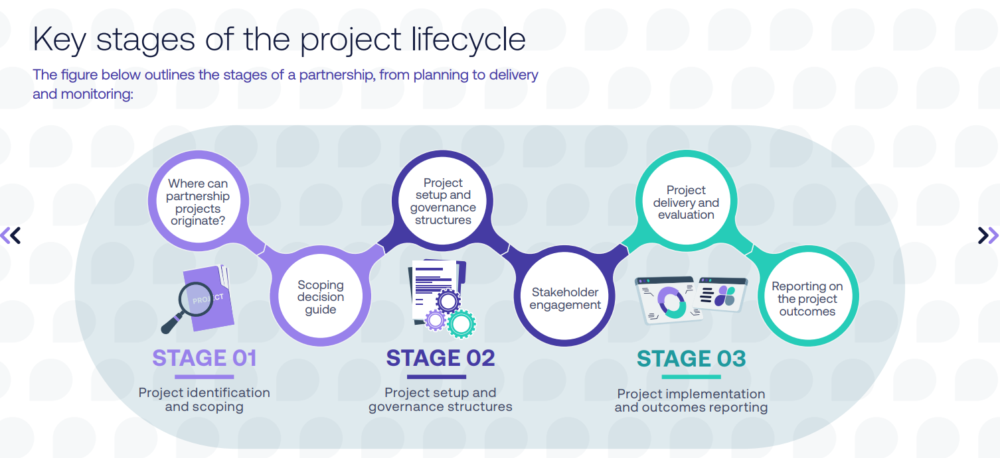 Key stages of the project lifecycle
The figure below outlines the stages of a partnership, from planning to delivery
and monitoring:
Where can
partnership
projects
originate?
Scoping
decision
guide
Project
setup and
governance
structures
Stakeholder
engagement
Project
delivery and
evaluation
Reporting on
the project
outcomes
PROJECT
STAGE 01
Project identification
and scoping
STAGE 02
Project setup and
governance structures
STAGE 03
Project implementation
and outcomes reporting